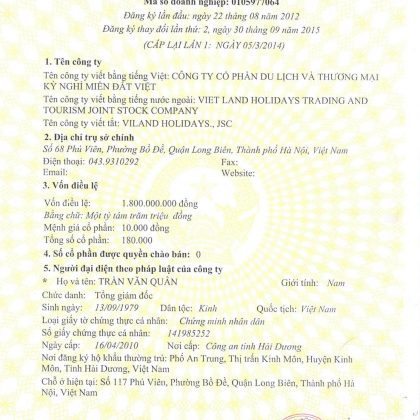 Mã số doanh nghiệp: 0105977064
Đăng ký lần đầu: ngày 22 tháng 08 năm 2012
Đăng ký thay đổi lần thứ: 2, ngày 30 tháng 09 năm 2015
(CẤP LẠI LẦN 1: NGÀY 05/3/2014)
1. Tên công ty
Tên công ty viết bằng tiếng Việt: CÔNG TY CỔ PHẦN DU LỊCH VÀ THƯƠNG MẠI
KỲ NGHỈ MIỀN ĐẤT VIỆT
Tên công ty viết bằng tiếng nước ngoài: VIET LAND HOLIDAYS TRADING AND
TOURISM JOINT STOCK COMPANY
Tên công ty viết tắt: VILAND HOLIDAYS., JSC
2. Địa chỉ trụ sở chính
Số 68 Phú Viên, Phường Bồ Đề, Quận Long Biên, Thành phố Hà Nội, Việt Nam
Điện thoại: 043.9310292 Fax:
Email: Website:
3. Vốn điều lệ
Vốn điều lệ: 1.800.000.000 đồng
Bằng chữ: Một tỷ tám trăm triệu đồng
Mệnh giá cổ phần: 10.000 đồng
Tổng số cổ phần: 180.000
4. Số cổ phần được quyền chào bán: 0
5. Người đại diện theo pháp luật của công ty
* Họ và tên: TRẦN VĂN QUÂN Giới tính: Nam
Chức danh: Tổng giám đốc
Sinh ngày: 13/09/1979 Dân tộc: Kinh Quốc tịch: Việt Nam
Loại giấy tờ chứng thực cá nhân: Chứng minh nhân dân
Số giấy chứng thực cá nhân: 141985252
Ngày cấp: 16/04/2010 Nơi cấp: Công an tỉnh Hải Dương
Nơi đăng ký hộ khẩu thường trú: Phố An Trung, Thị trấn Kinh Môn, Huyện Kinh
Môn, Tỉnh Hải Dương, Việt Nam
Chỗ ở hiện tại: Số 117 Phú Viên, Phường Bồ Đề, Quận Long Biên, Thành phố Hà
Nội, Việt Nam